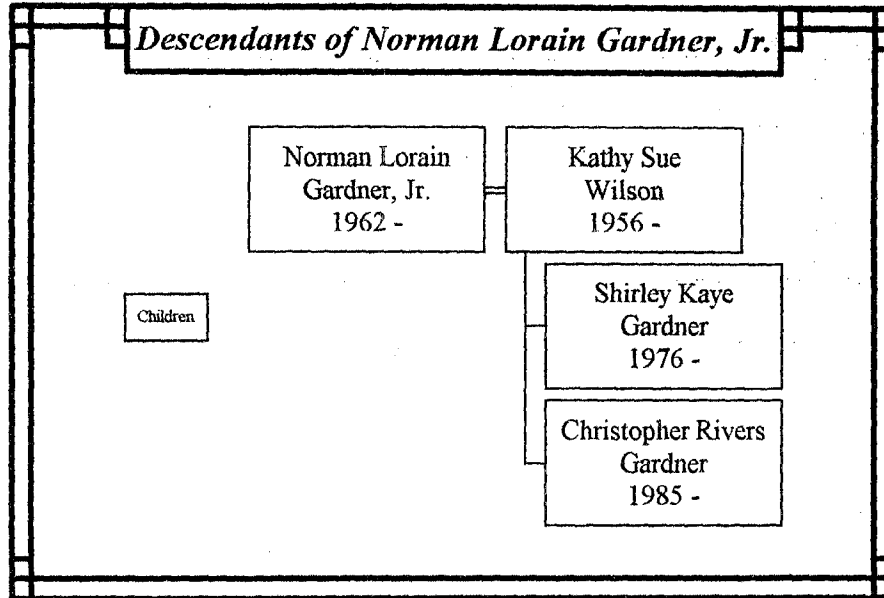 Descendants of Norman Lorain Gardner, Jr.
Norman Lorain
Gardner, Jr.
1962 -
Kathy Sue
Wilson
1956 -
Children
Shirley Kaye
Gardner
1976 -
Christopher Rivers
Gardner
1985 -